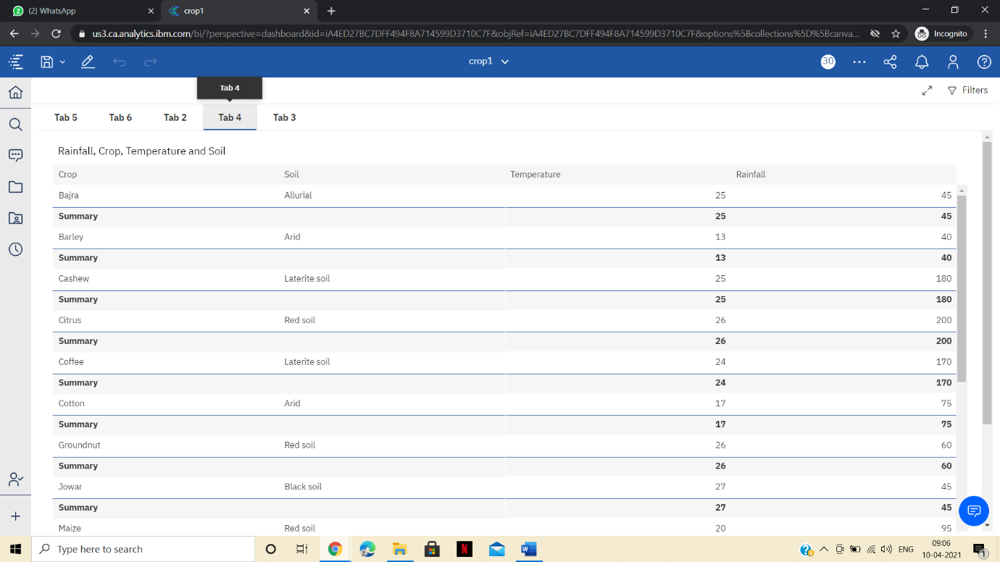 2 (2) WhatsApp crop1
us3.ca.analytics.ibm.com/bi/?perspective=dashboard&id=iA4ED27BC7DFF494F8A714599D3710C7F&objRef=iA4ED27BC7DFF494F8A714599D3710C7F&options%5Bcollections%5D%5Bcanva... Incognito
crop1 30
Tab 4
Filters
Tab 5 Tab 6 Tab 2 Tab 4 Tab 3
Rainfall, Crop, Temperature and Soil
Crop Soil Temperature Rainfall
Bajra Allurial 25 45
Summary 25 45
Barley Arid 13 40
Summary 13 40
Cashew Laterite soil 25 180
Summary 25 180
Citrus Red soil 26 200
Summary 26 200
Coffee Laterite soil 24 170
Summary 24 170
Cotton Arid 17 75
Summary 17 75
Groundnut Red soil 26 60
Summary 26 60
Jowar Black soil 27 45
Summary 27 45
Maize Red soil 20 95
Type here to search ENG 09:06
10-04-2021 1